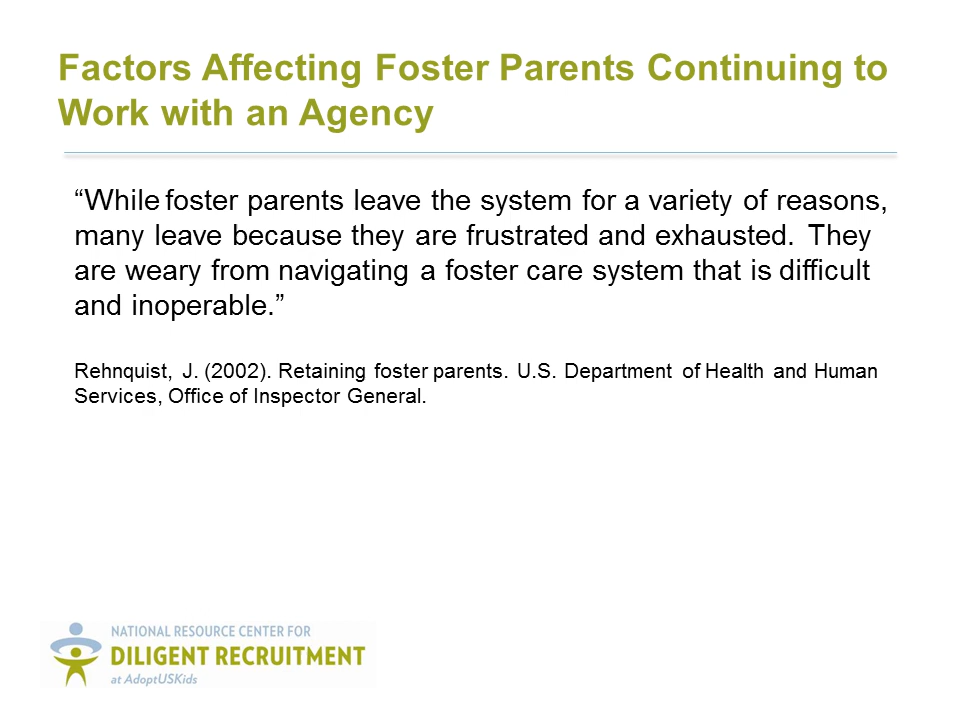 Factors Affecting Foster Parents Continuing to
Work with an Agency
“While foster parents leave the system for a variety of reasons,
many leave because they are frustrated and exhausted. They
are weary from navigating a foster care system that is difficult
and inoperable.”
Rehnquist, J. (2002). Retaining foster parents. U.S. Department of Health and Human
Services, Office of Inspector General.
NATIONAL RESOURCE CENTER FOR
DILIGENT RECRUITMENT
at AdoptUSKids